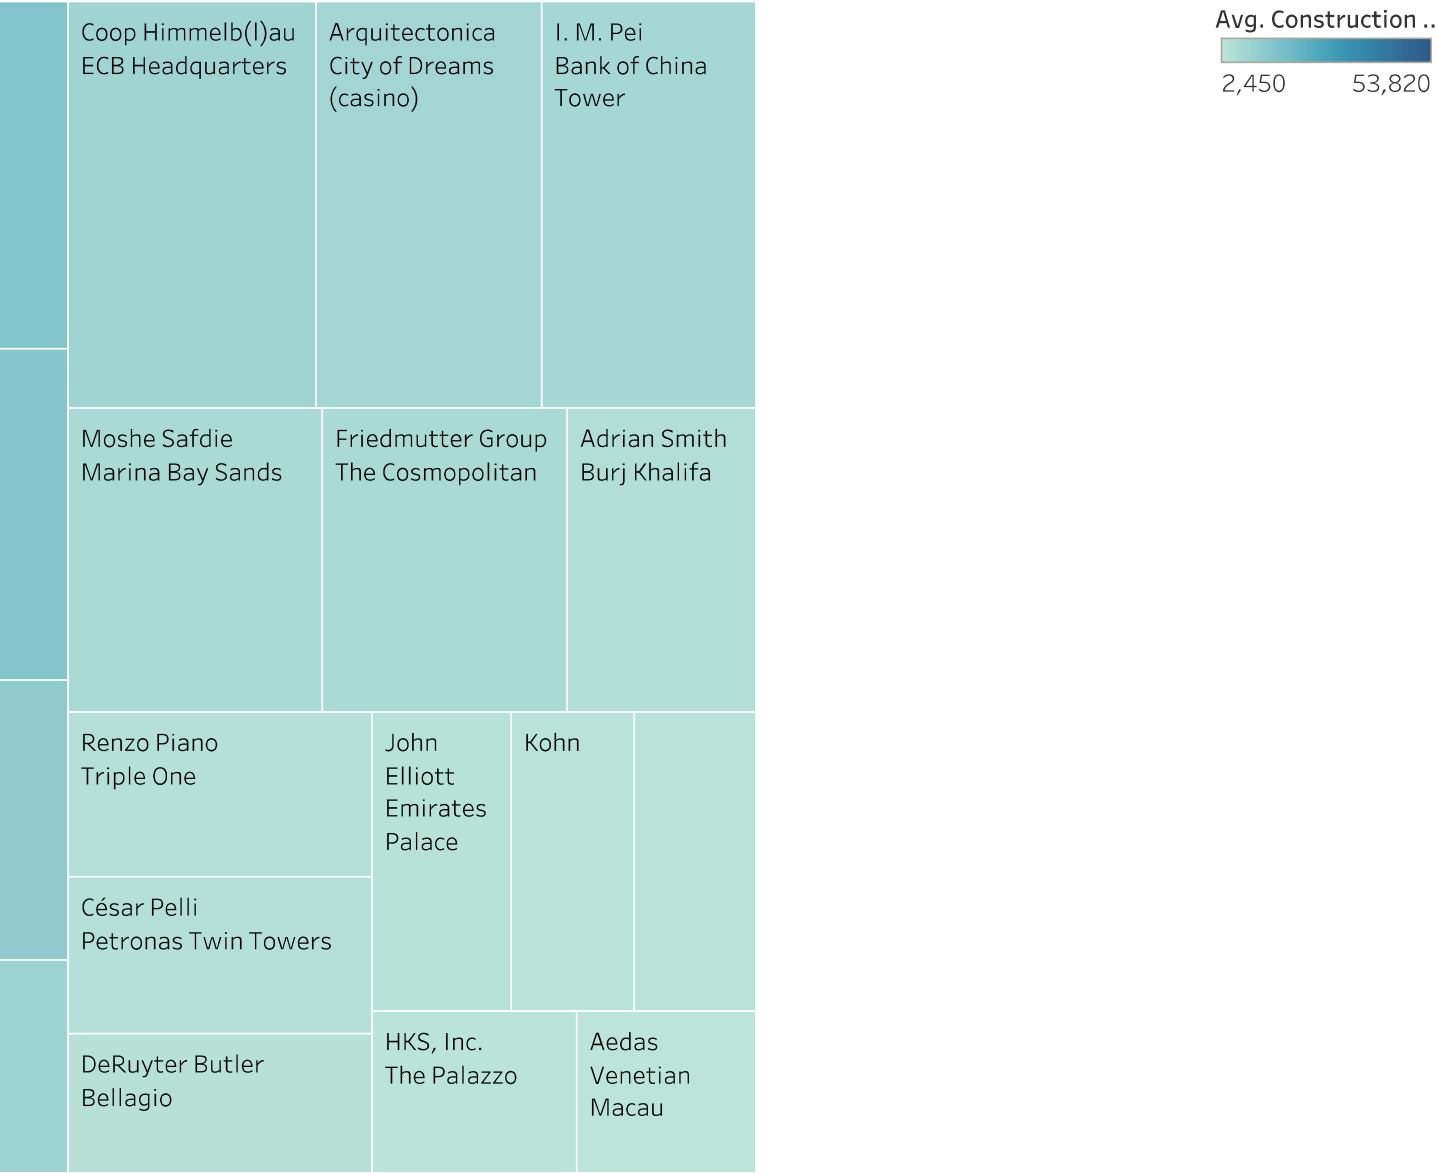 Coop Himmelb(l)au
ECB Headquarters
Arquitectonica
City of Dreams
(casino)
I. M. Pei
Bank of China
Tower
Avg. Construction ..
2,450
53,820
Moshe Safdie
Marina Bay Sands
Friedmutter Group
The Cosmopolitan
Adrian Smith
Burj Khalifa
Renzo Piano
Triple One
John
Elliott
Emirates
Palace
Kohn
César Pelli
Petronas Twin Towers
DeRuyter Butler
Bellagio
HKS, Inc.
The Palazzo
Aedas
Venetian
Macau